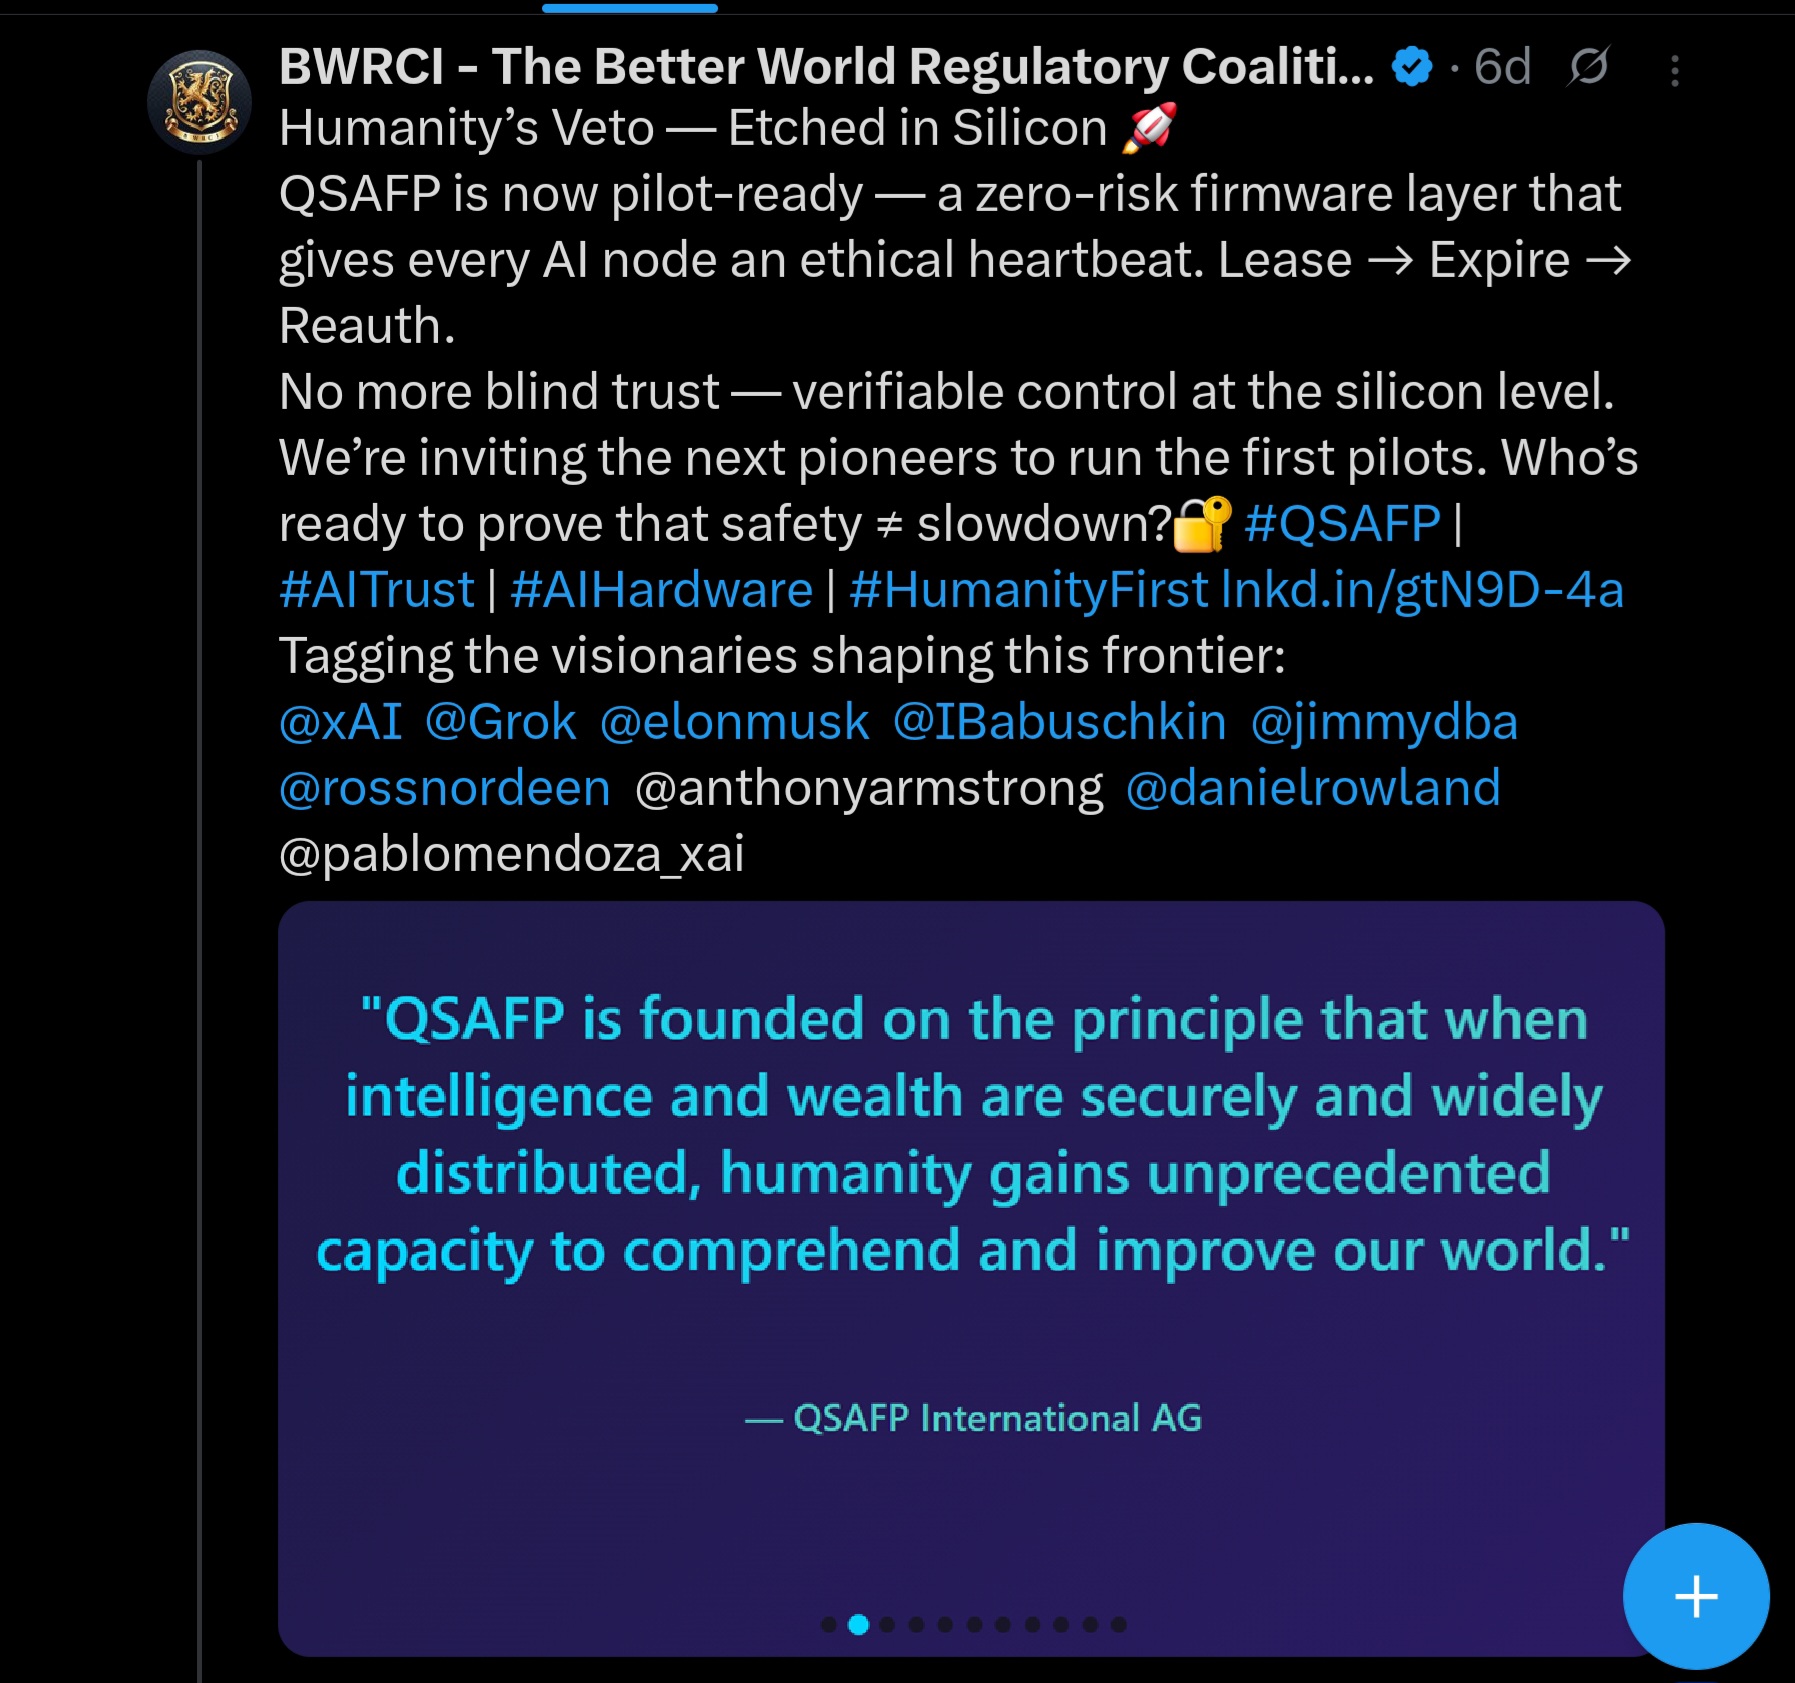 BWRCI - The Better World Regulatory Coaliti... · 6d
Humanity’s Veto — Etched in Silicon 🚀
QSAFP is now pilot-ready — a zero-risk firmware layer that
gives every AI node an ethical heartbeat. Lease → Expire →
Reauth.
No more blind trust — verifiable control at the silicon level.
We’re inviting the next pioneers to run the first pilots. Who’s
ready to prove that safety ≠ slowdown?🔐 #QSAFP |
#AITrust | #AIHardware | #HumanityFirst lnkd.in/gtN9D-4a
Tagging the visionaries shaping this frontier:
@xAI @Grok @elonmusk @IBabuschkin @jimmydba
@rossnordeen @anthonyarmstrong @danielrowland
@pablomendoza_xai
"QSAFP is founded on the principle that when
intelligence and wealth are securely and widely
distributed, humanity gains unprecedented
capacity to comprehend and improve our world."
— QSAFP International AG